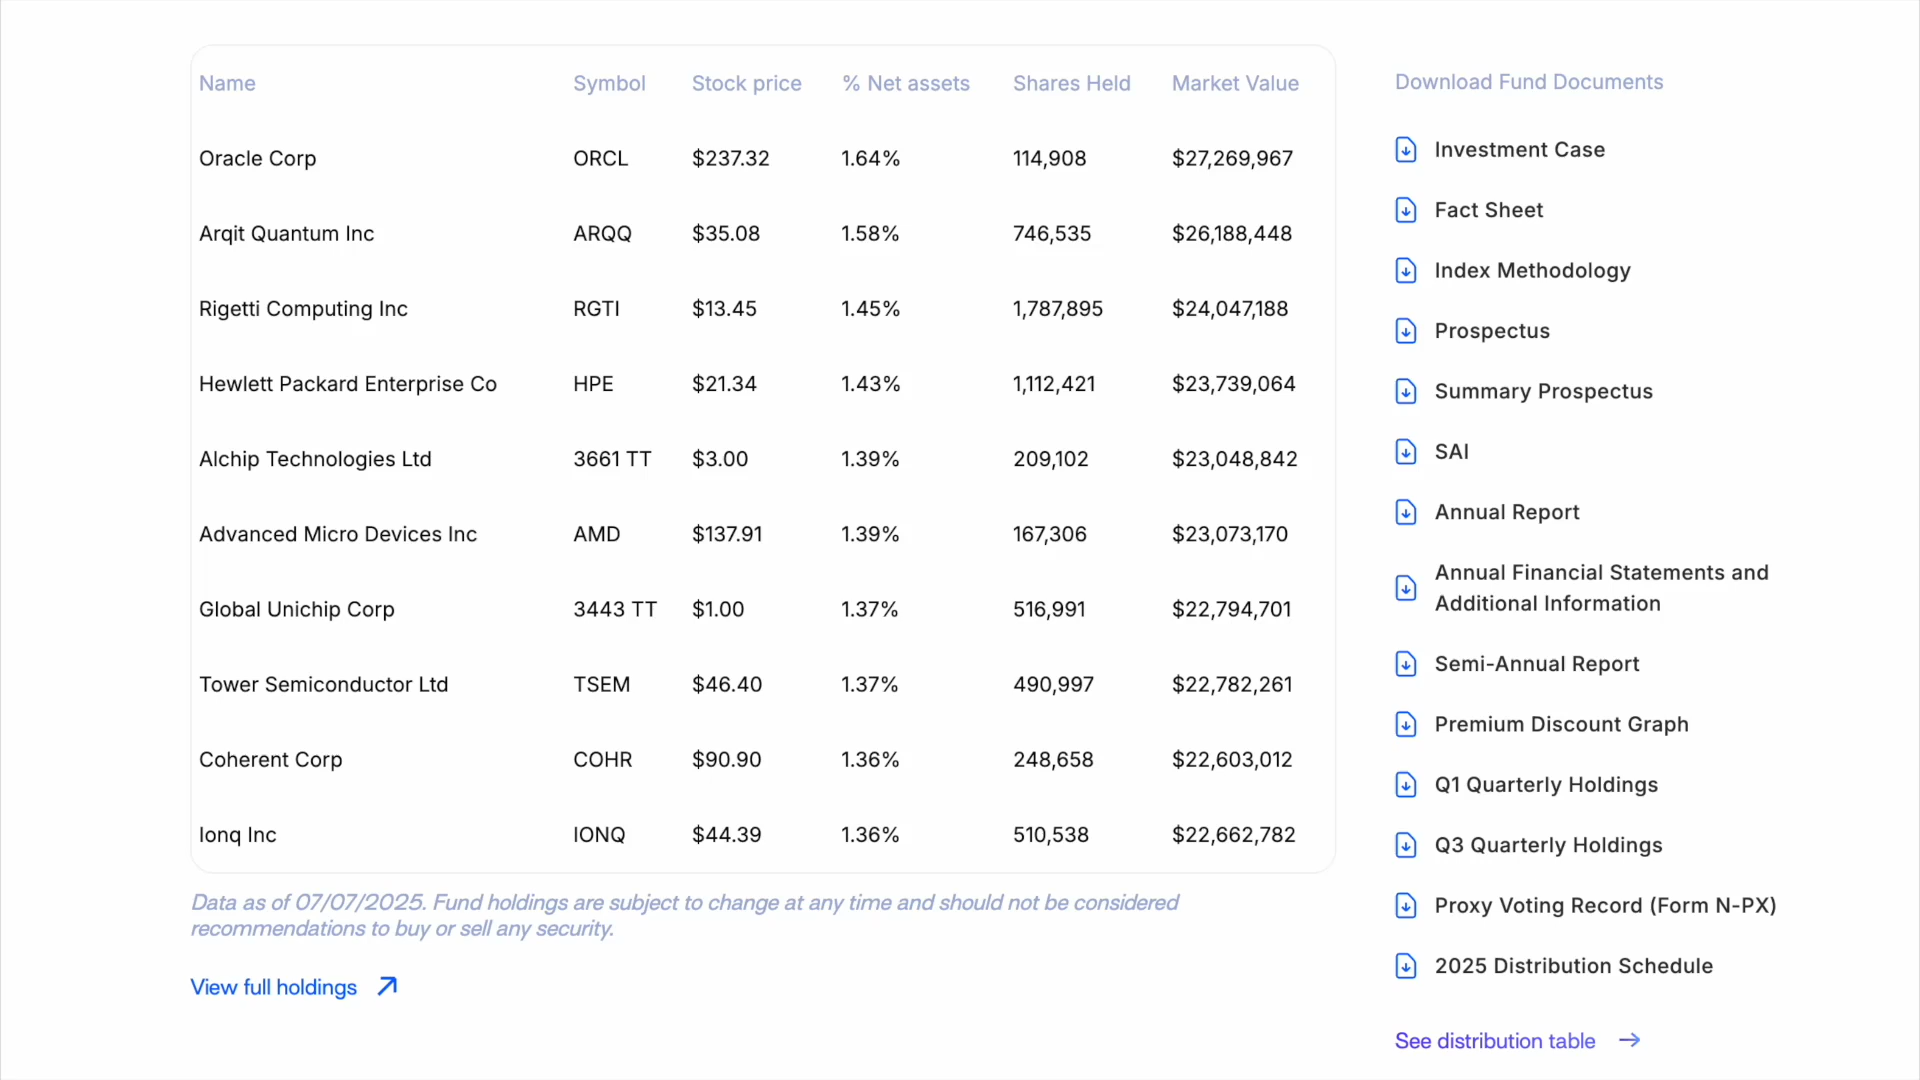 Name Symbol Stock price % Net assets Shares Held Market Value
Oracle Corp ORCL $237.32 1.64% 114,908 $27,269,967
Arqit Quantum Inc ARQQ $35.08 1.58% 746,535 $26,188,448
Rigetti Computing Inc RGTI $13.45 1.45% 1,787,895 $24,047,188
Hewlett Packard Enterprise Co HPE $21.34 1.43% 1,112,421 $23,739,064
Alchip Technologies Ltd 3661 TT $3.00 1.39% 209,102 $23,048,842
Advanced Micro Devices Inc AMD $137.91 1.39% 167,306 $23,073,170
Global Unichip Corp 3443 TT $1.00 1.37% 516,991 $22,794,701
Tower Semiconductor Ltd TSEM $46.40 1.37% 490,997 $22,782,261
Coherent Corp COHR $90.90 1.36% 248,658 $22,603,012
Ionq Inc IONQ $44.39 1.36% 510,538 $22,662,782
Data as of 07/07/2025. Fund holdings are subject to change at any time and should not be considered
recommendations to buy or sell any security.
View full holdings
Download Fund Documents
Investment Case
Fact Sheet
Index Methodology
Prospectus
Summary Prospectus
SAI
Annual Report
Annual Financial Statements and
Additional Information
Semi-Annual Report
Premium Discount Graph
Q1 Quarterly Holdings
Q3 Quarterly Holdings
Proxy Voting Record (Form N-PX)
2025 Distribution Schedule
See distribution table